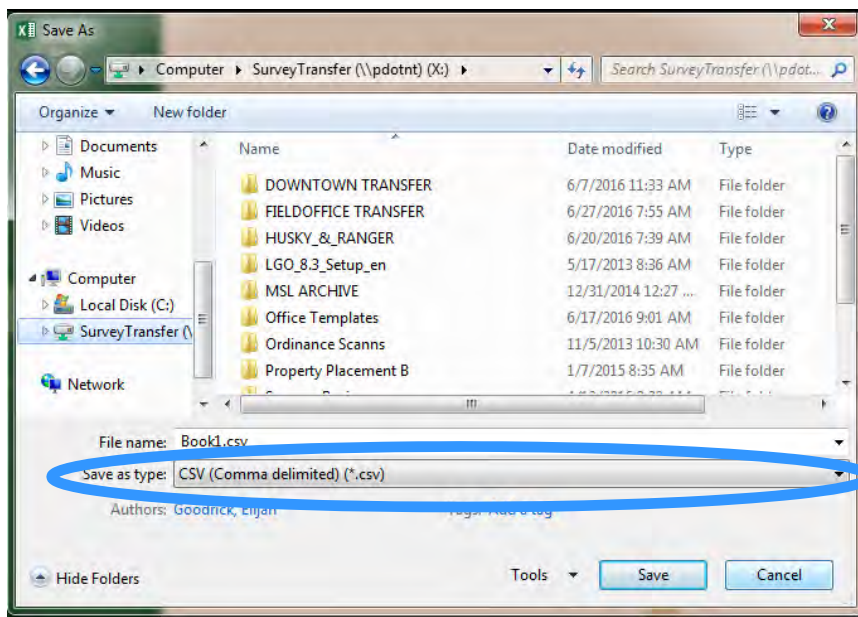 Save As
Computer SurveyTransfer (\\pdotnt) (X:) Search SurveyTransfer (\\pdot...
Organize New folder
Documents
Music
Pictures
Videos
Computer
Local Disk (C:)
SurveyTransfer (\
Network
Name Date modified Type
DOWNTOWN TRANSFER 6/7/2016 11:33 AM File folder
FIELDOFFICE TRANSFER 6/27/2016 7:55 AM File folder
HUSKY_&_RANGER 6/20/2016 7:39 AM File folder
LGO_8.3_Setup_en 5/17/2013 8:36 AM File folder
MSL ARCHIVE 12/31/2014 12:27 ... File folder
Office Templates 6/17/2016 9:01 AM File folder
Ordinance Scanns 11/5/2013 10:30 AM File folder
Property Placement B 1/7/2015 8:35 AM File folder
File name: Book1.csv
Save as type: CSV (Comma delimited) (*.csv)
Authors: Goodrick, Elijah Tags: Add a tag
Hide Folders Tools Save Cancel